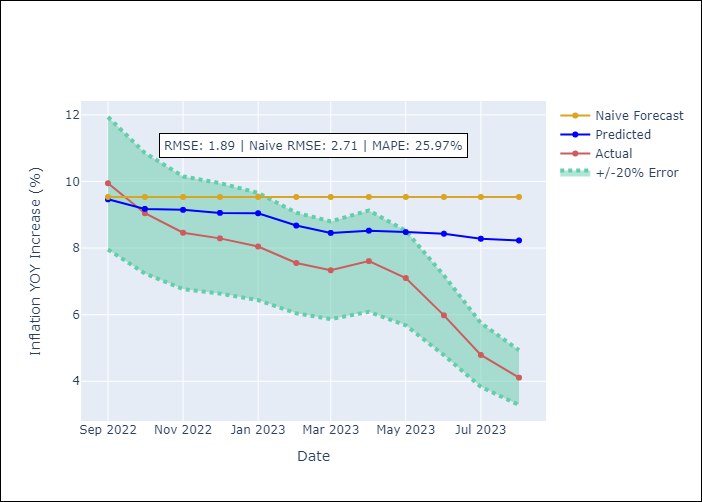 RMSE: 1.89 | Naive RMSE: 2.71 | MAPE: 25.97%
Naive Forecast
Predicted
Actual
+/-20% Error
Inflation YOY Increase (%)
12
10
8
6
4
Sep 2022
Nov 2022
Jan 2023
Mar 2023
May 2023
Jul 2023
Date